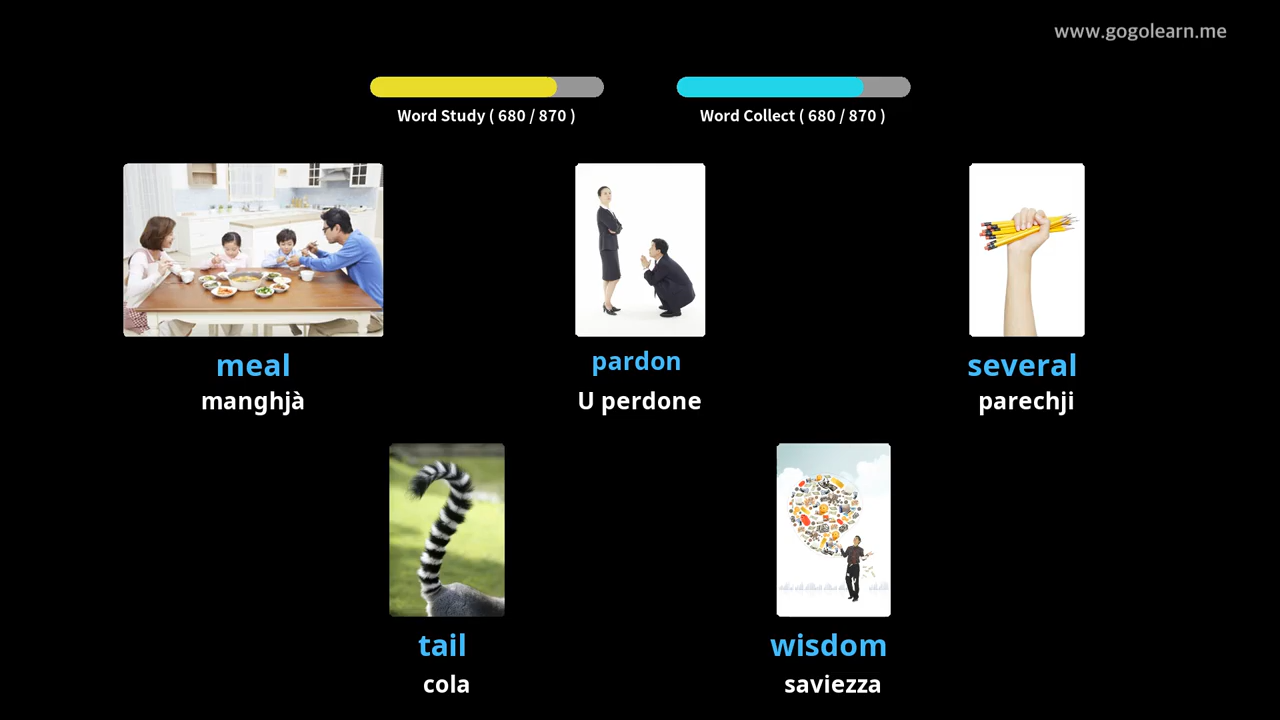 www.gogolearn.me
Word Study ( 680 / 870 )
Word Collect ( 680 / 870 )
meal
manghjà
pardon
U perdone
several
parechji
tail
cola
wisdom
saviezza